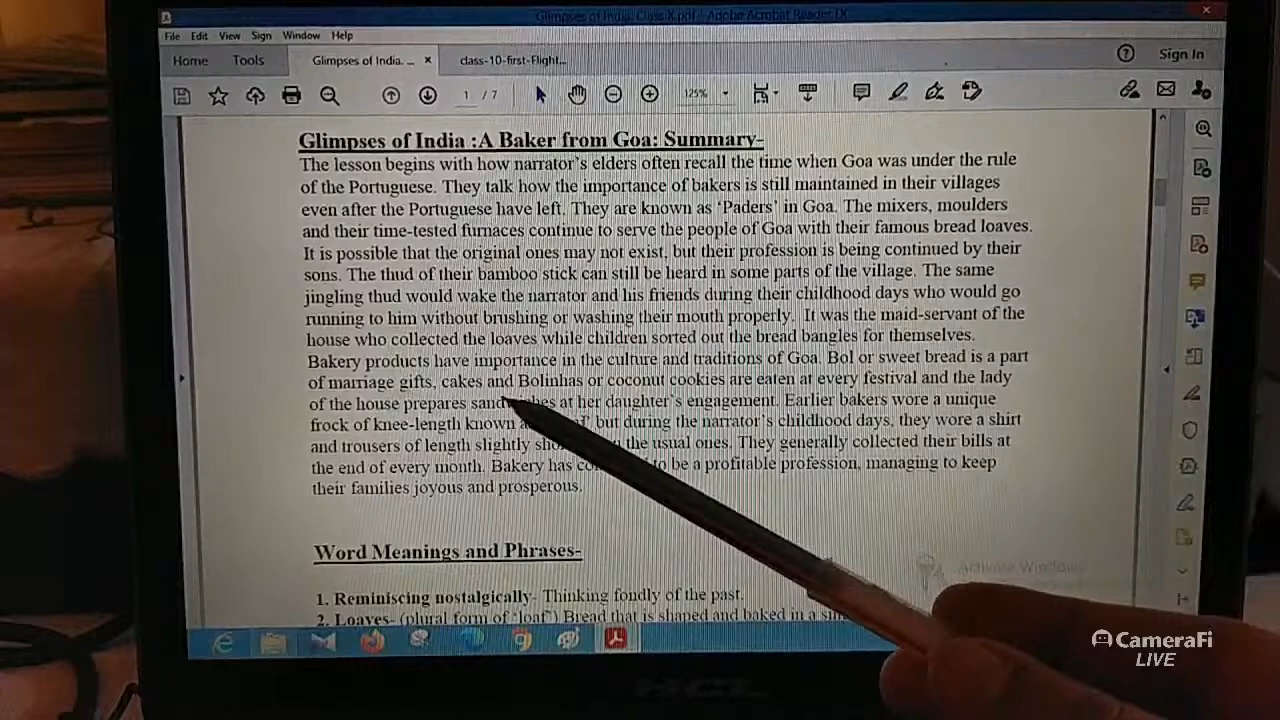 Glimpses of India, Class X.pdf - Adobe Acrobat Reader DC
File Edit View Sign Window Help
Home Tools Glimpses of India. ... × class-10-first-Flight... Sign In
1 / 7 125%
Glimpses of India :A Baker from Goa: Summary-
The lesson begins with how narrator's elders often recall the time when Goa was under the rule
of the Portuguese. They talk how the importance of bakers is still maintained in their villages
even after the Portuguese have left. They are known as 'Paders' in Goa. The mixers, moulders
and their time-tested furnaces continue to serve the people of Goa with their famous bread loaves.
It is possible that the original ones may not exist, but their profession is being continued by their
sons. The thud of their bamboo stick can still be heard in some parts of the village. The same
jingling thud would wake the narrator and his friends during their childhood days who would go
running to him without brushing or washing their mouth properly. It was the maid-servant of the
house who collected the loaves while children sorted out the bread bangles for themselves.
Bakery products have importance in the culture and traditions of Goa. Bol or sweet bread is a part
of marriage gifts, cakes and Bolinhas or coconut cookies are eaten at every festival and the lady
of the house prepares sandwiches at her daughter's engagement. Earlier bakers wore a unique
frock of knee-length known but during the narrator's childhood days, they wore a shirt
and trousers of length slightly the usual ones. They generally collected their bills at
the end of every month. Bakery has to be a profitable profession, managing to keep
their families joyous and prosperous.
Word Meanings and Phrases-
1. Reminiscing nostalgically- Thinking fondly of the past.
2. Loaves- (plural form of 'loaf') Bread that is shaped and baked in a
Activate Windows
CameraFi
LIVE
HCL